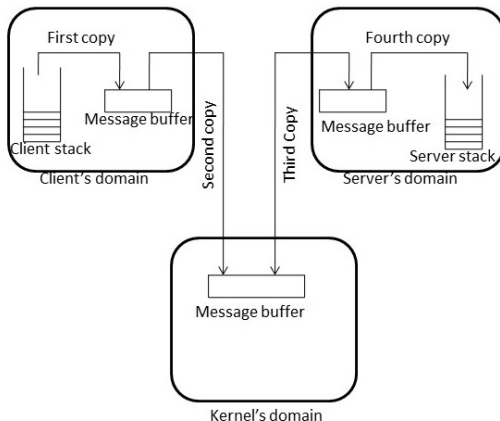 First copy
Message buffer
Client stack
Client's domain
Second copy
Third Copy
Fourth copy
Message buffer
Server stack
Server's domain
Message buffer
Kernel's domain